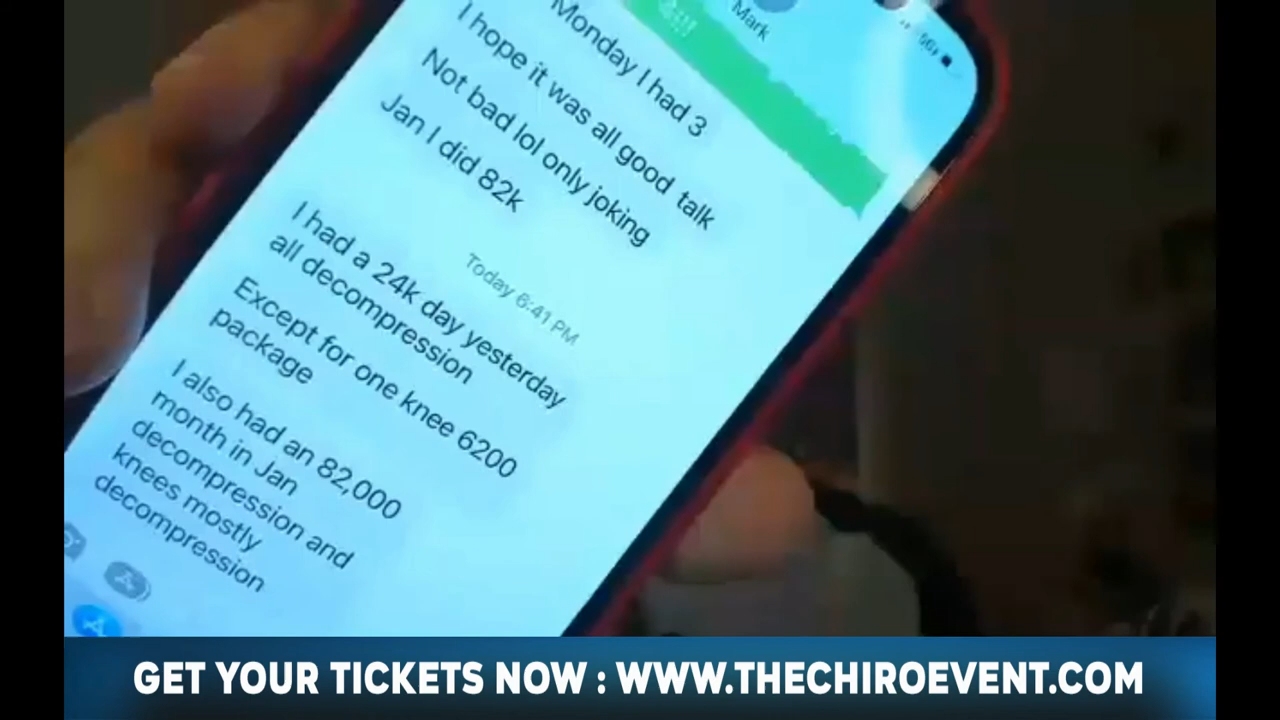 Mark
Monday I had 3
I hope it was all good talk
Not bad lol only joking
Jan I did 82k
Today 6:41 PM
I had a 24k day yesterday
all decompression
Except for one knee 6200
package
I also had an 82,000
month in Jan
decompression and
knees mostly
decompression
GET YOUR TICKETS NOW : WWW.THECHIROEVENT.COM